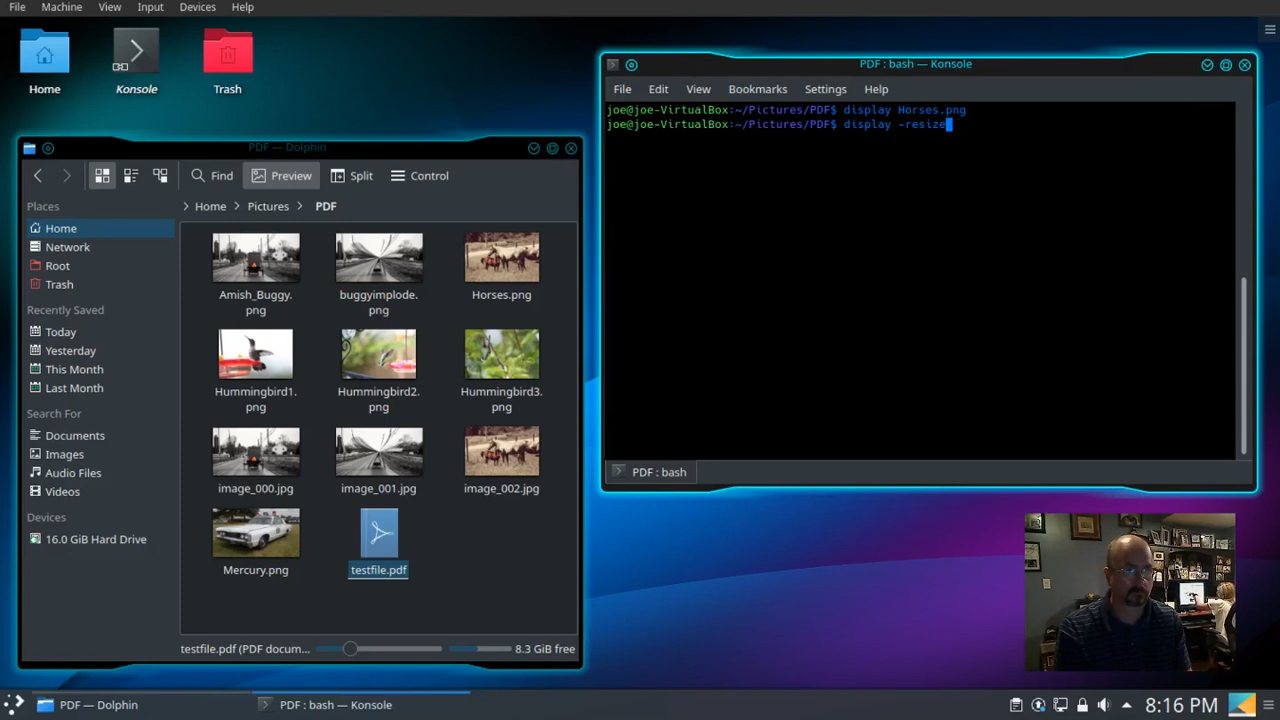 File Machine View Input Devices Help
Home
Konsole
Trash
PDF — Dolphin
Find Preview Split Control
Places
Home
Network
Root
Trash
Recently Saved
Today
Yesterday
This Month
Last Month
Search For
Documents
Images
Audio Files
Videos
Devices
16.0 GiB Hard Drive
Home Pictures PDF
Amish_Buggy.
png
buggyimplode.
png
Horses.png
Hummingbird1.
png
Hummingbird2.
png
Hummingbird3.
png
image_000.jpg
image_001.jpg
image_002.jpg
Mercury.png
testfile.pdf
testfile.pdf (PDF docum...
8.3 GiB free
PDF : bash — Konsole
File Edit View Bookmarks Settings Help
joe@joe-VirtualBox:~/Pictures/PDF$ display Horses.png
joe@joe-VirtualBox:~/Pictures/PDF$ display -resize
PDF : bash
PDF — Dolphin
PDF : bash — Konsole
8:16 PM